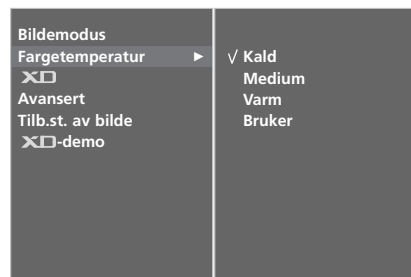 Bildemodus
Fargetemperatur ►
XD
Avansert
Tilb.st. av bilde
XD-demo
√ Kald
Medium
Varm
Bruker